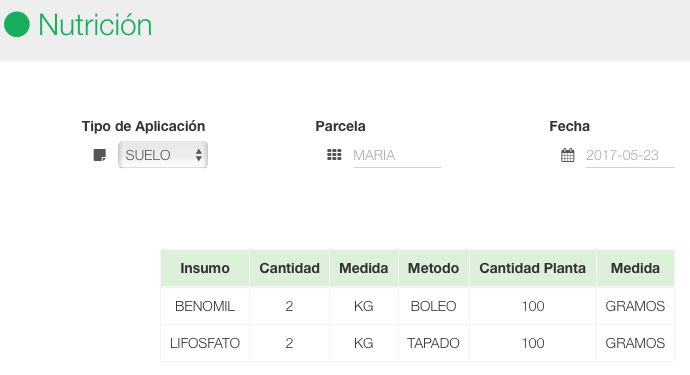 Nutrición
Tipo de Aplicación Parcela Fecha
SUELO MARIA 2017-05-23
Insumo Cantidad Medida Metodo Cantidad Planta Medida
BENOMIL 2 KG BOLEO 100 GRAMOS
LIFOSFATO 2 KG TAPADO 100 GRAMOS